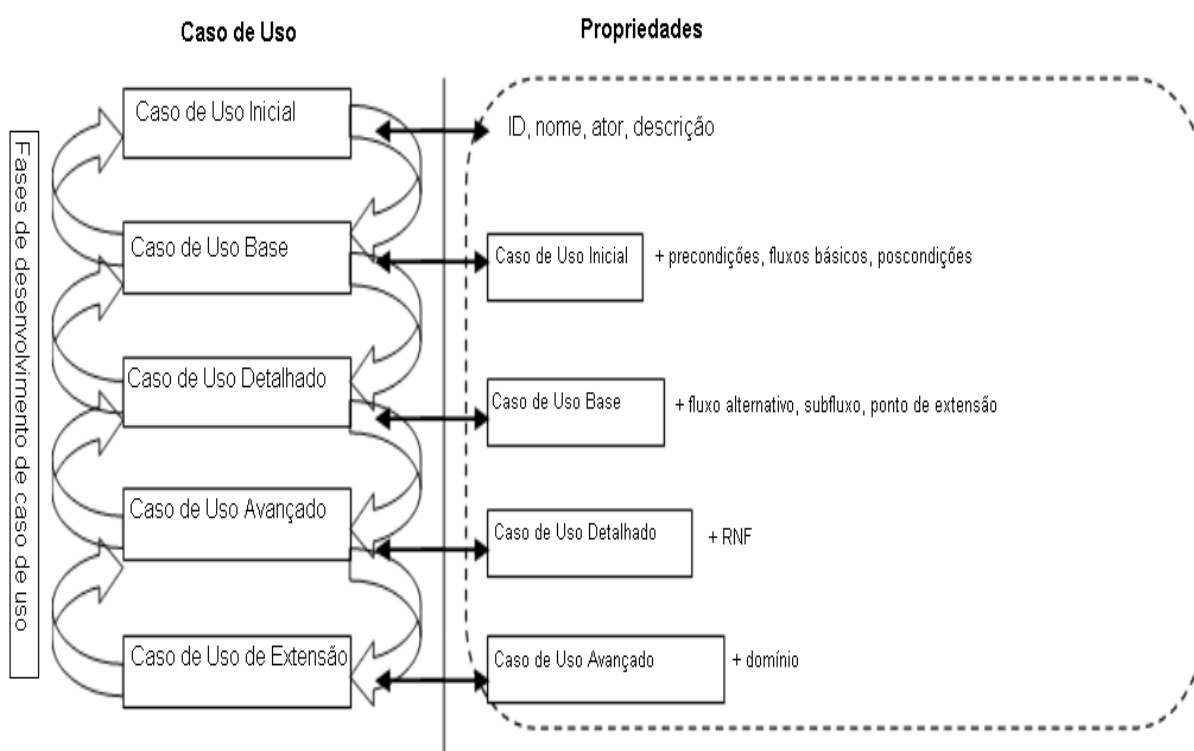 Caso de Uso
Propriedades
Fases de desenvolvimento de caso de uso
Caso de Uso Inicial
ID, nome, ator, descrição
Caso de Uso Base
Caso de Uso Inicial
+ precondições, fluxos básicos, poscondições
Caso de Uso Detalhado
Caso de Uso Base
+ fluxo alternativo, subfluxo, ponto de extensão
Caso de Uso Avançado
Caso de Uso Detalhado
+ RNF
Caso de Uso de Extensão
Caso de Uso Avançado
+ domínio